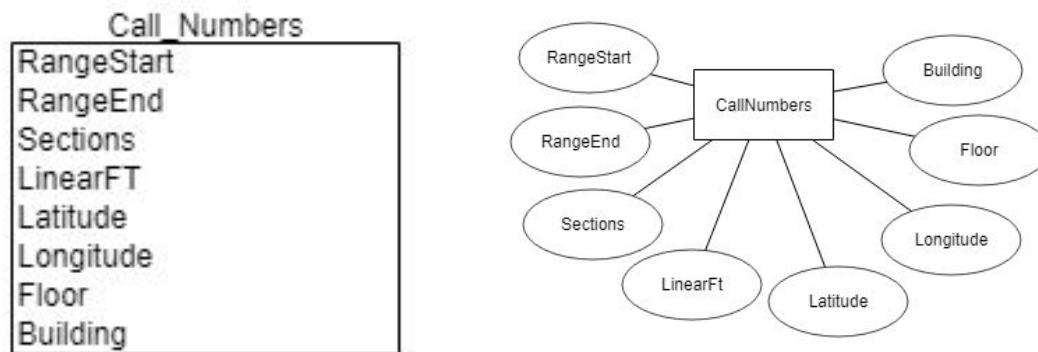 Call_Numbers
RangeStart
RangeEnd
Sections
LinearFT
Latitude
Longitude
Floor
Building
RangeStart
Building
CallNumbers
RangeEnd
Floor
Sections
Longitude
LinearFt
Latitude